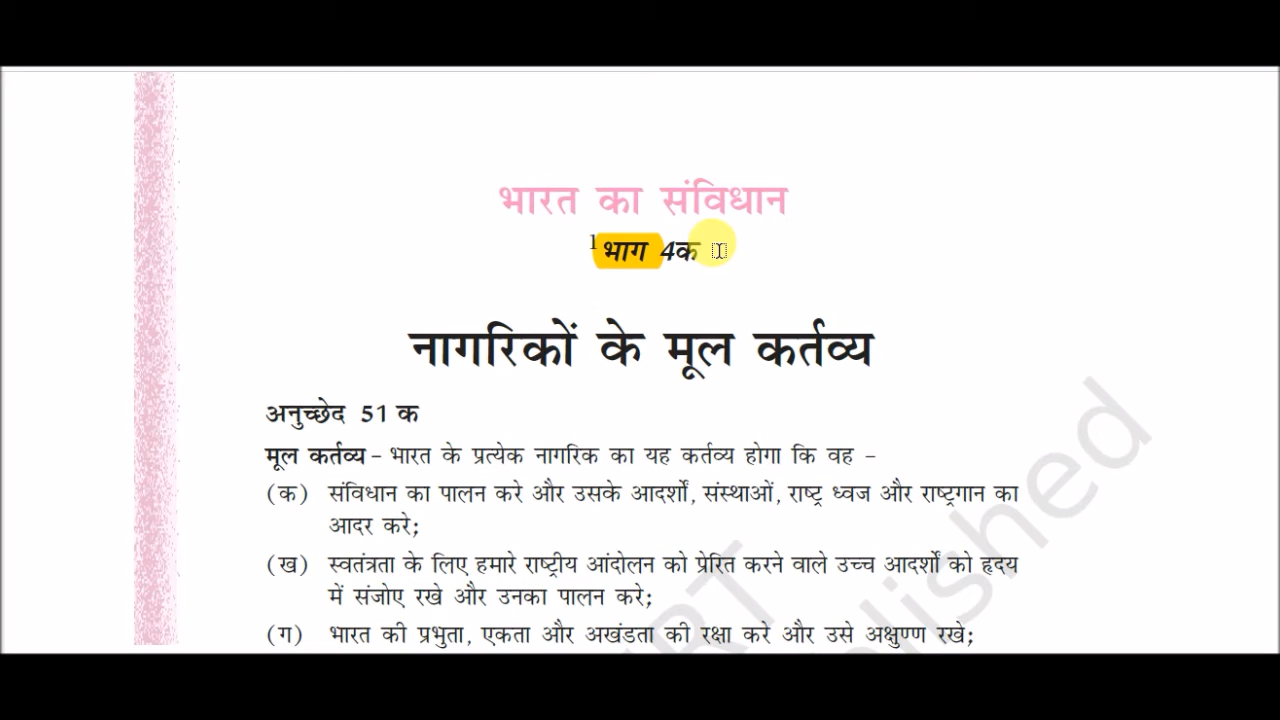 भारत का संविधान
¹भाग 4क
नागरिकों के मूल कर्तव्य
अनुच्छेद 51 क
मूल कर्तव्य – भारत के प्रत्येक नागरिक का यह कर्तव्य होगा कि वह –
(क) संविधान का पालन करे और उसके आदर्शों, संस्थाओं, राष्ट्र ध्वज और राष्ट्रगान का
आदर करे;
(ख) स्वतंत्रता के लिए हमारे राष्ट्रीय आंदोलन को प्रेरित करने वाले उच्च आदर्शों को हृदय
में संजोए रखे और उनका पालन करे;
(ग) भारत की प्रभुता, एकता और अखंडता की रक्षा करे और उसे अक्षुण्ण रखे;